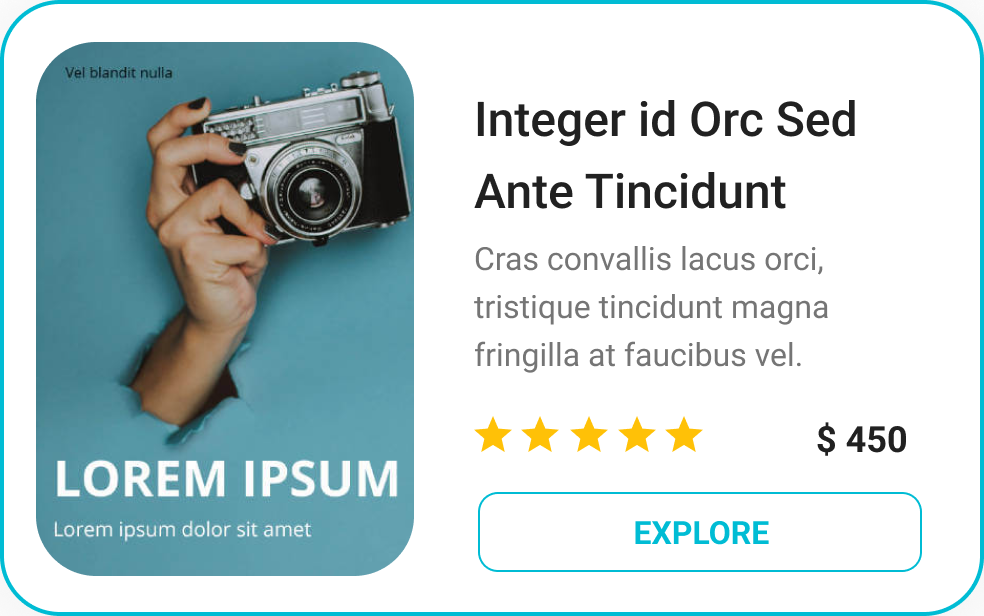 Vel blandit nulla
LOREM IPSUM
Lorem ipsum dolor sit amet
Integer id Orc Sed
Ante Tincidunt
Cras convallis lacus orci,
tristique tincidunt magna
fringilla at faucibus vel.
$ 450
EXPLORE